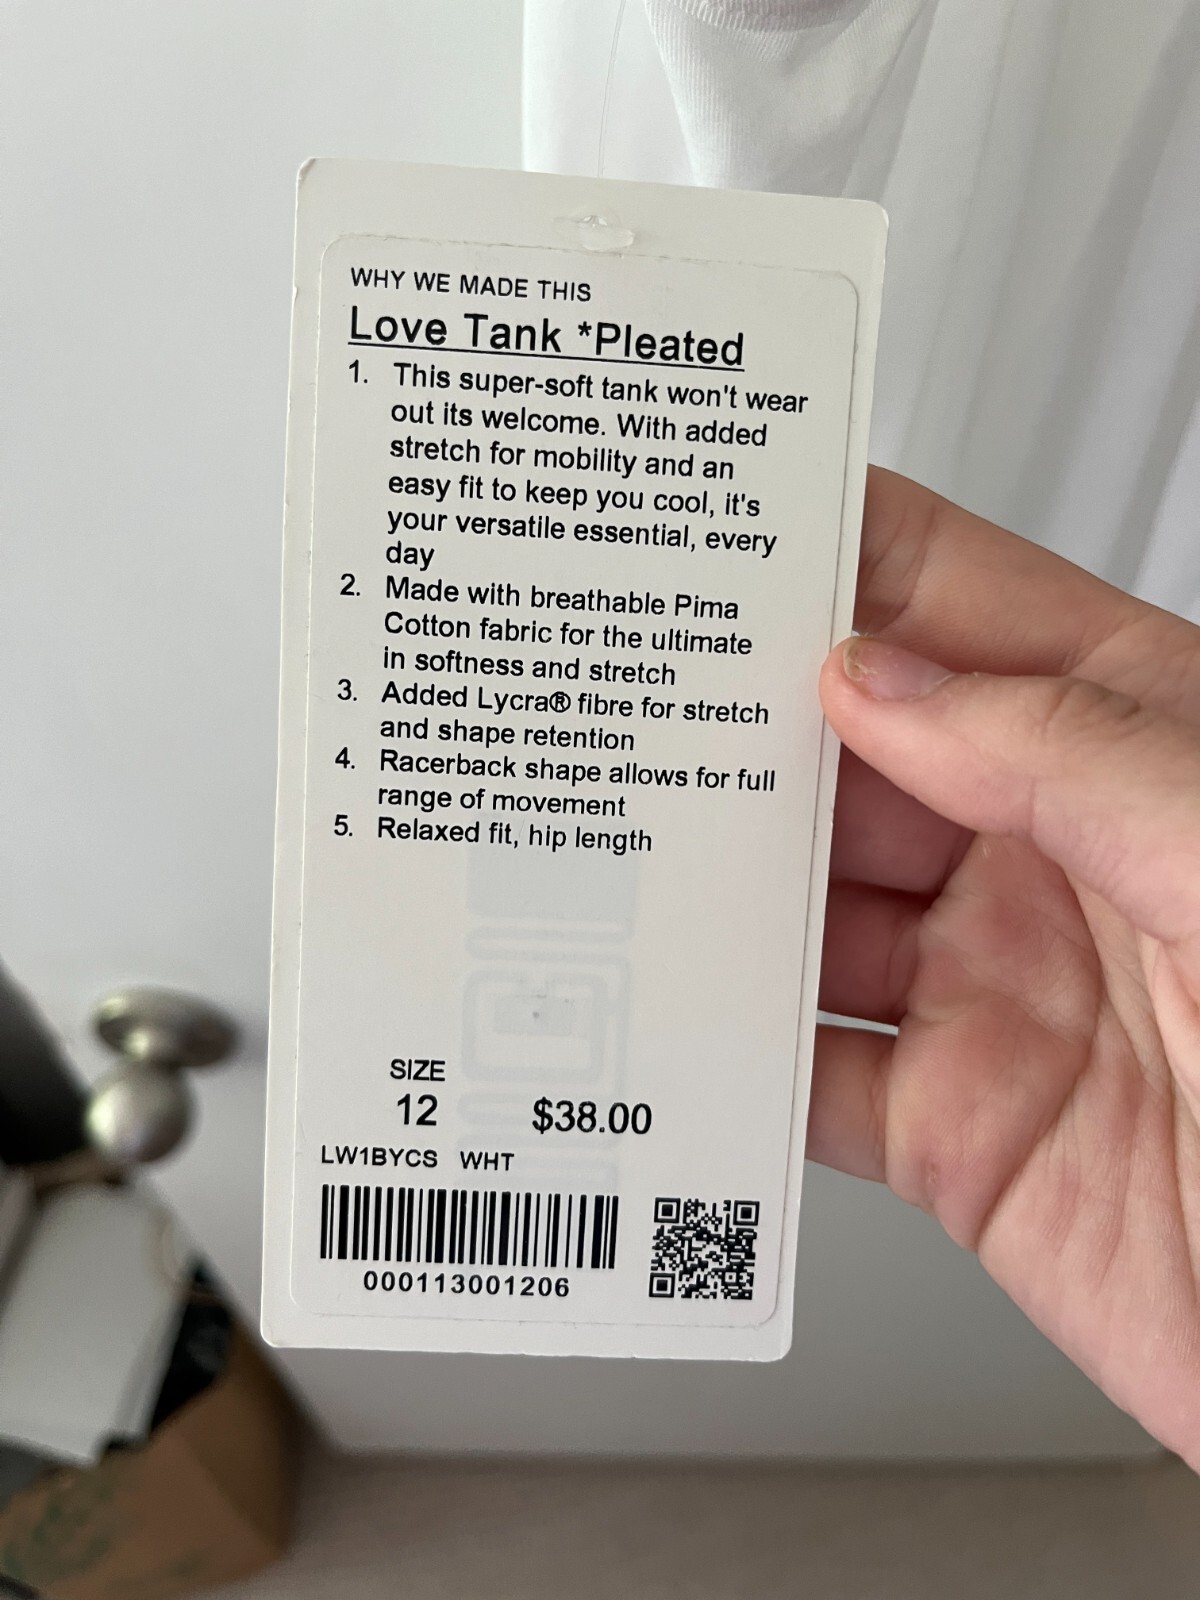 WHY WE MADE THIS
Love Tank *Pleated
1. This super-soft tank won't wear
out its welcome. With added
stretch for mobility and an
easy fit to keep you cool, it's
your versatile essential, every
day
2. Made with breathable Pima
Cotton fabric for the ultimate
in softness and stretch
3. Added Lycra® fibre for stretch
and shape retention
4. Racerback shape allows for full
range of movement
5. Relaxed fit, hip length
SIZE
12 $38.00
LW1BYCS WHT
000113001206